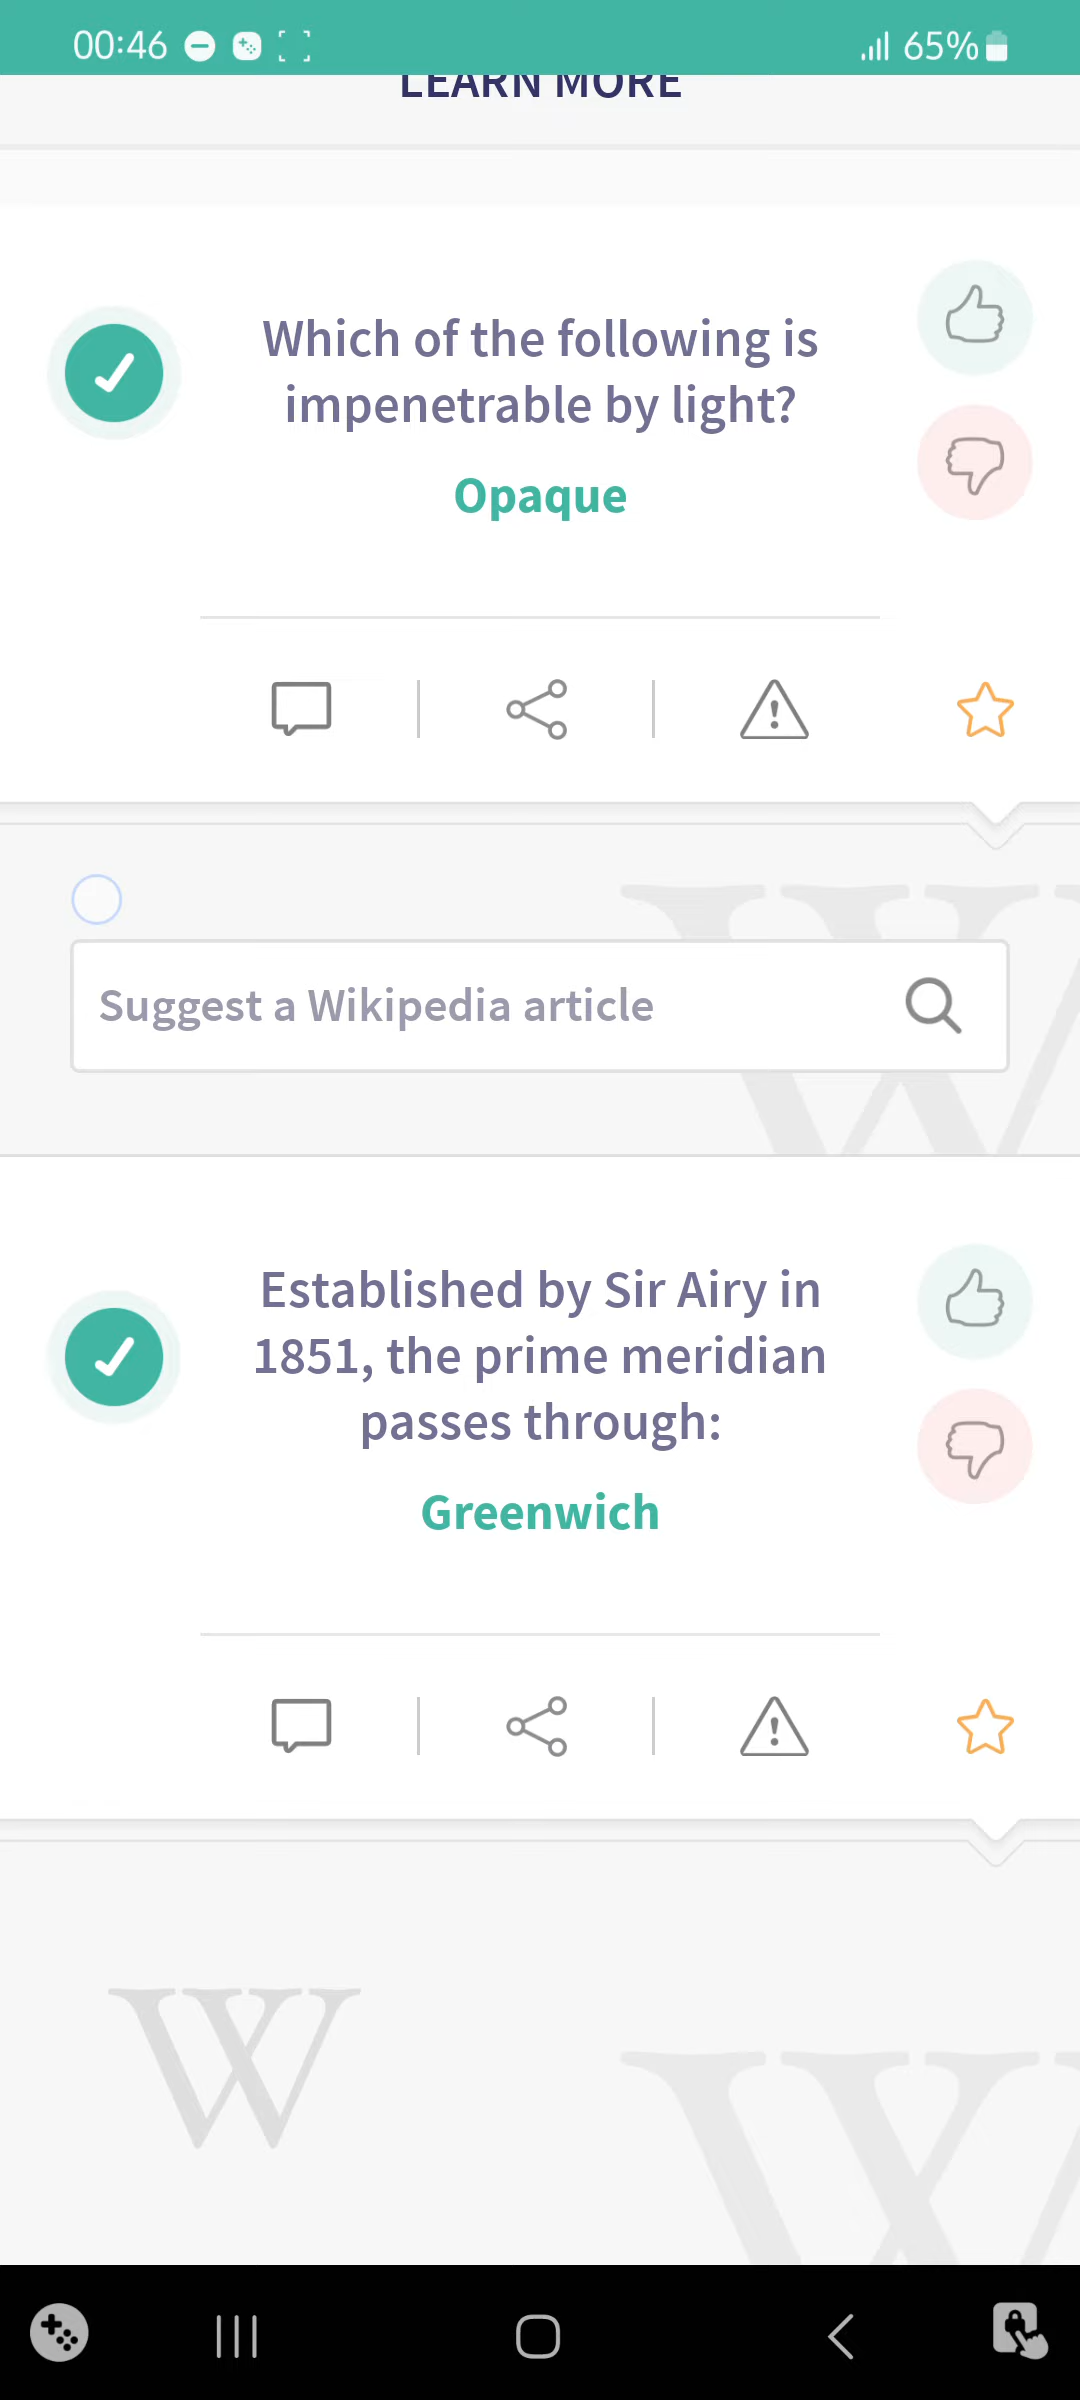 00:46
65%
LEARN MORE
Which of the following is
impenetrable by light?
Opaque
Suggest a Wikipedia article
Established by Sir Airy in
1851, the prime meridian
passes through:
Greenwich
W
W